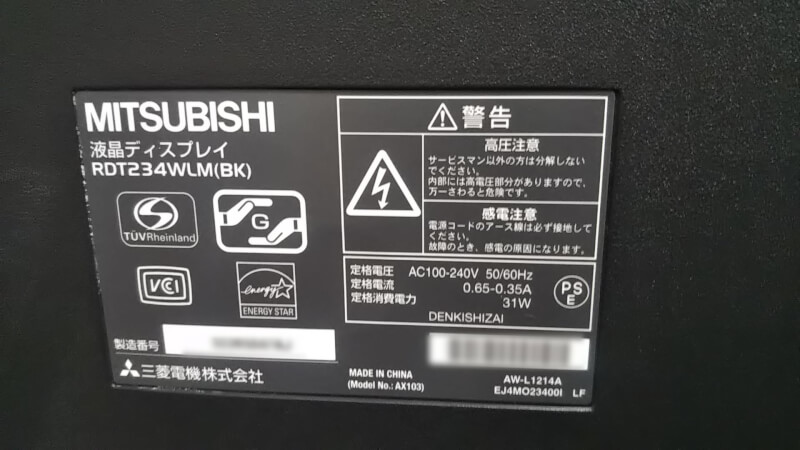 MITSUBISHI
液晶ディスプレイ
RDT234WLM(BK)
TÜVRheinland
G
VCCI
energy
ENERGY STAR
製造番号
三菱電機株式会社
警告
高圧注意
サービスマン以外の方は分解しない
でください。
内部には高電圧部分がありますので、
万一さわると危険です。
感電注意
電源コードのアース線は必ず接地して
ください。
故障のとき、感電の原因になります。
定格電圧 AC100-240V 50/60Hz
定格電流 0.65-0.35A
定格消費電力 31W
DENKISHIZAI
PS
E
MADE IN CHINA
(Model No.: AX103)
AW-L1214A
EJ4MO23400I LF